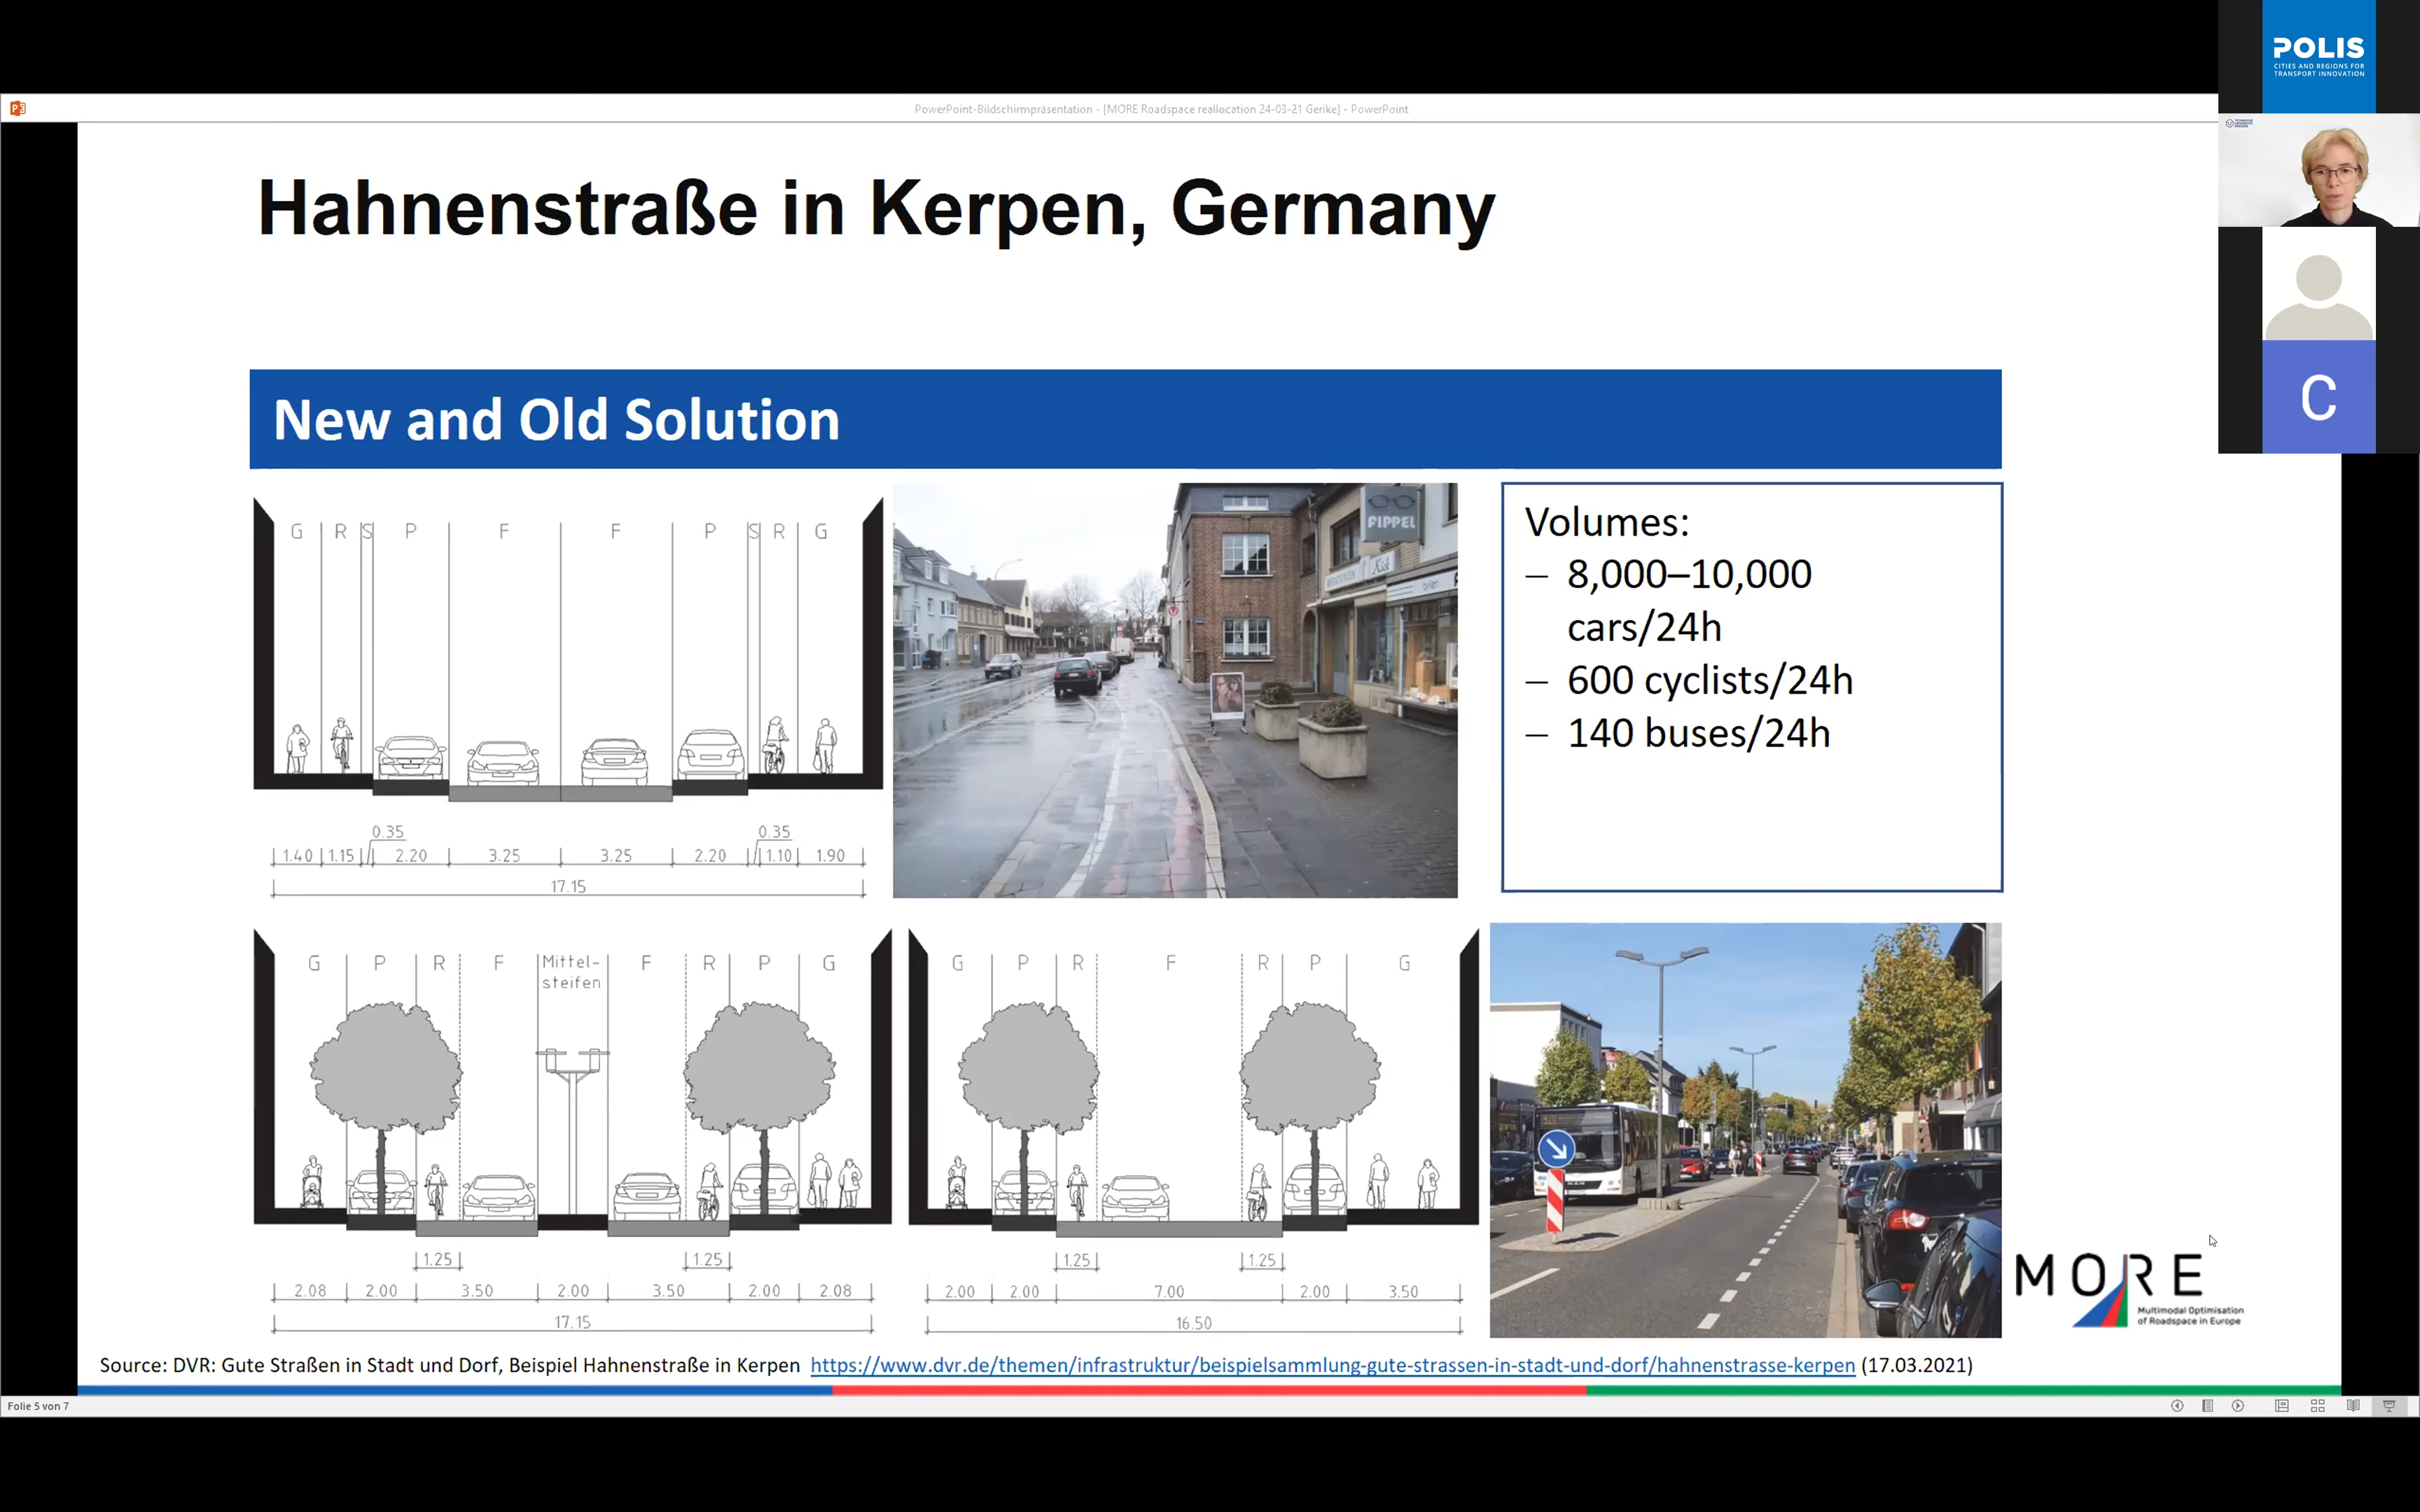 POLIS
CITIES AND REGIONS FOR
TRANSPORT INNOVATION
PowerPoint-Bildschirmpräsentation - [MORE Roadspace reallocation 24-03-21 Gerike] - PowerPoint
Hahnenstraße in Kerpen, Germany
C
New and Old Solution
G R S P F F P S R G
0.35 0.35
1.40 1.15 2.20 3.25 3.25 2.20 1.10 1.90
17.15
FIPPEL
Kick
Volumes:
– 8,000–10,000
cars/24h
– 600 cyclists/24h
– 140 buses/24h
G P R F Mittel- F R P G
steifen
1.25 1.25
2.08 2.00 3.50 2.00 3.50 2.00 2.08
17.15
G P R F R P G
1.25 1.25
2.00 2.00 7.00 2.00 3.50
16.50
MORE
Multimodal Optimisation
of Roadspace in Europe
Source: DVR: Gute Straßen in Stadt und Dorf, Beispiel Hahnenstraße in Kerpen https://www.dvr.de/themen/infrastruktur/beispielsammlung-gute-strassen-in-stadt-und-dorf/hahnenstrasse-kerpen (17.03.2021)
Folie 5 von 7